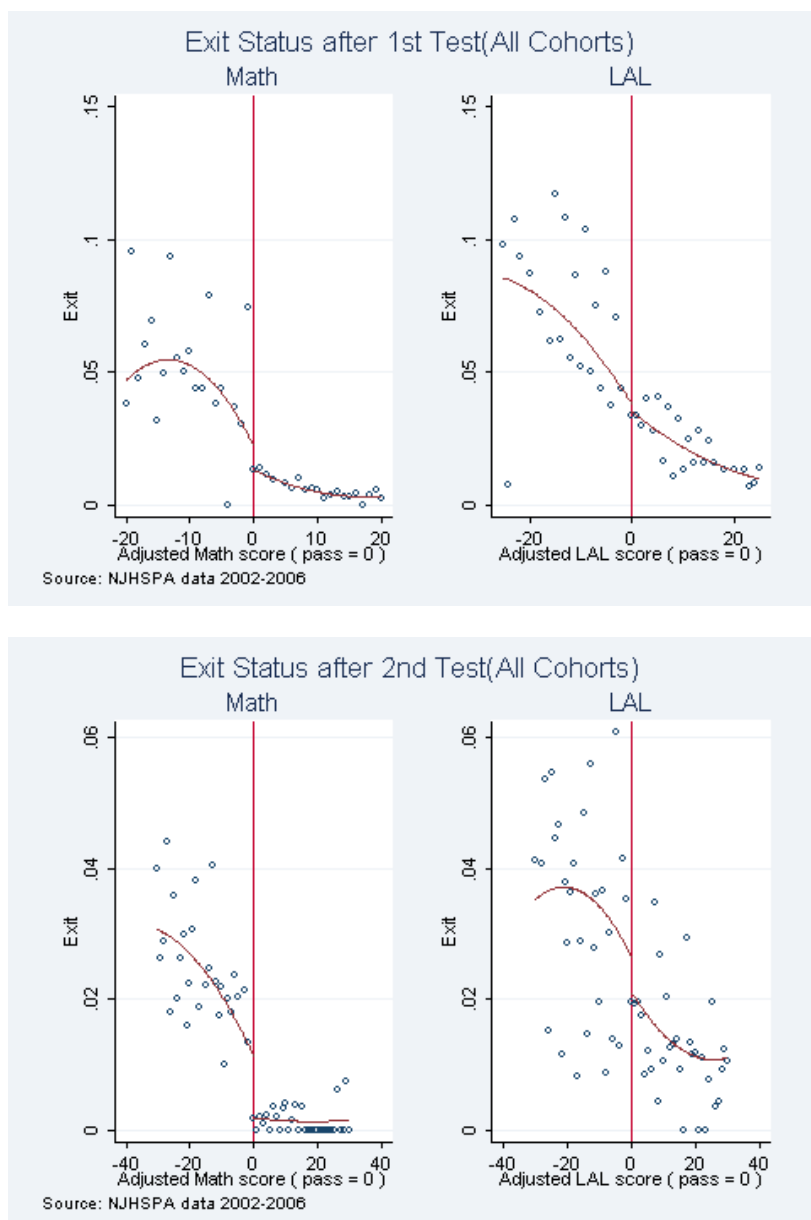 Exit Status after 1st Test(All Cohorts)
Math
LAL
.15
.1
.05
0
Exit
-20
-10
0
10
20
Adjusted Math score ( pass = 0 )
.15
.1
.05
0
Exit
-20
0
20
Adjusted LAL score ( pass = 0 )
Source: NJHSPA data 2002-2006
Exit Status after 2nd Test(All Cohorts)
Math
LAL
.06
.04
.02
0
Exit
-40
-20
0
20
40
Adjusted Math score ( pass = 0 )
.06
.04
.02
0
Exit
-40
-20
0
20
40
Adjusted LAL score ( pass = 0 )
Source: NJHSPA data 2002-2006